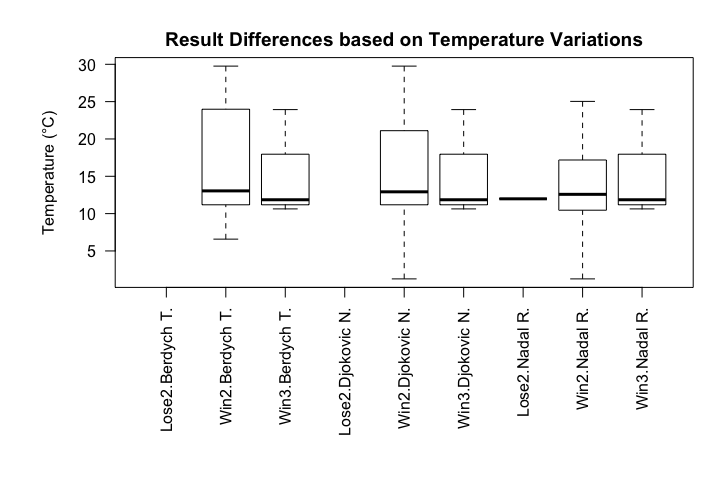 Result Differences based on Temperature Variations
Temperature (°C)
30
25
20
15
10
5
Lose2.Berdych T.
Win2.Berdych T.
Win3.Berdych T.
Lose2.Djokovic N.
Win2.Djokovic N.
Win3.Djokovic N.
Lose2.Nadal R.
Win2.Nadal R.
Win3.Nadal R.